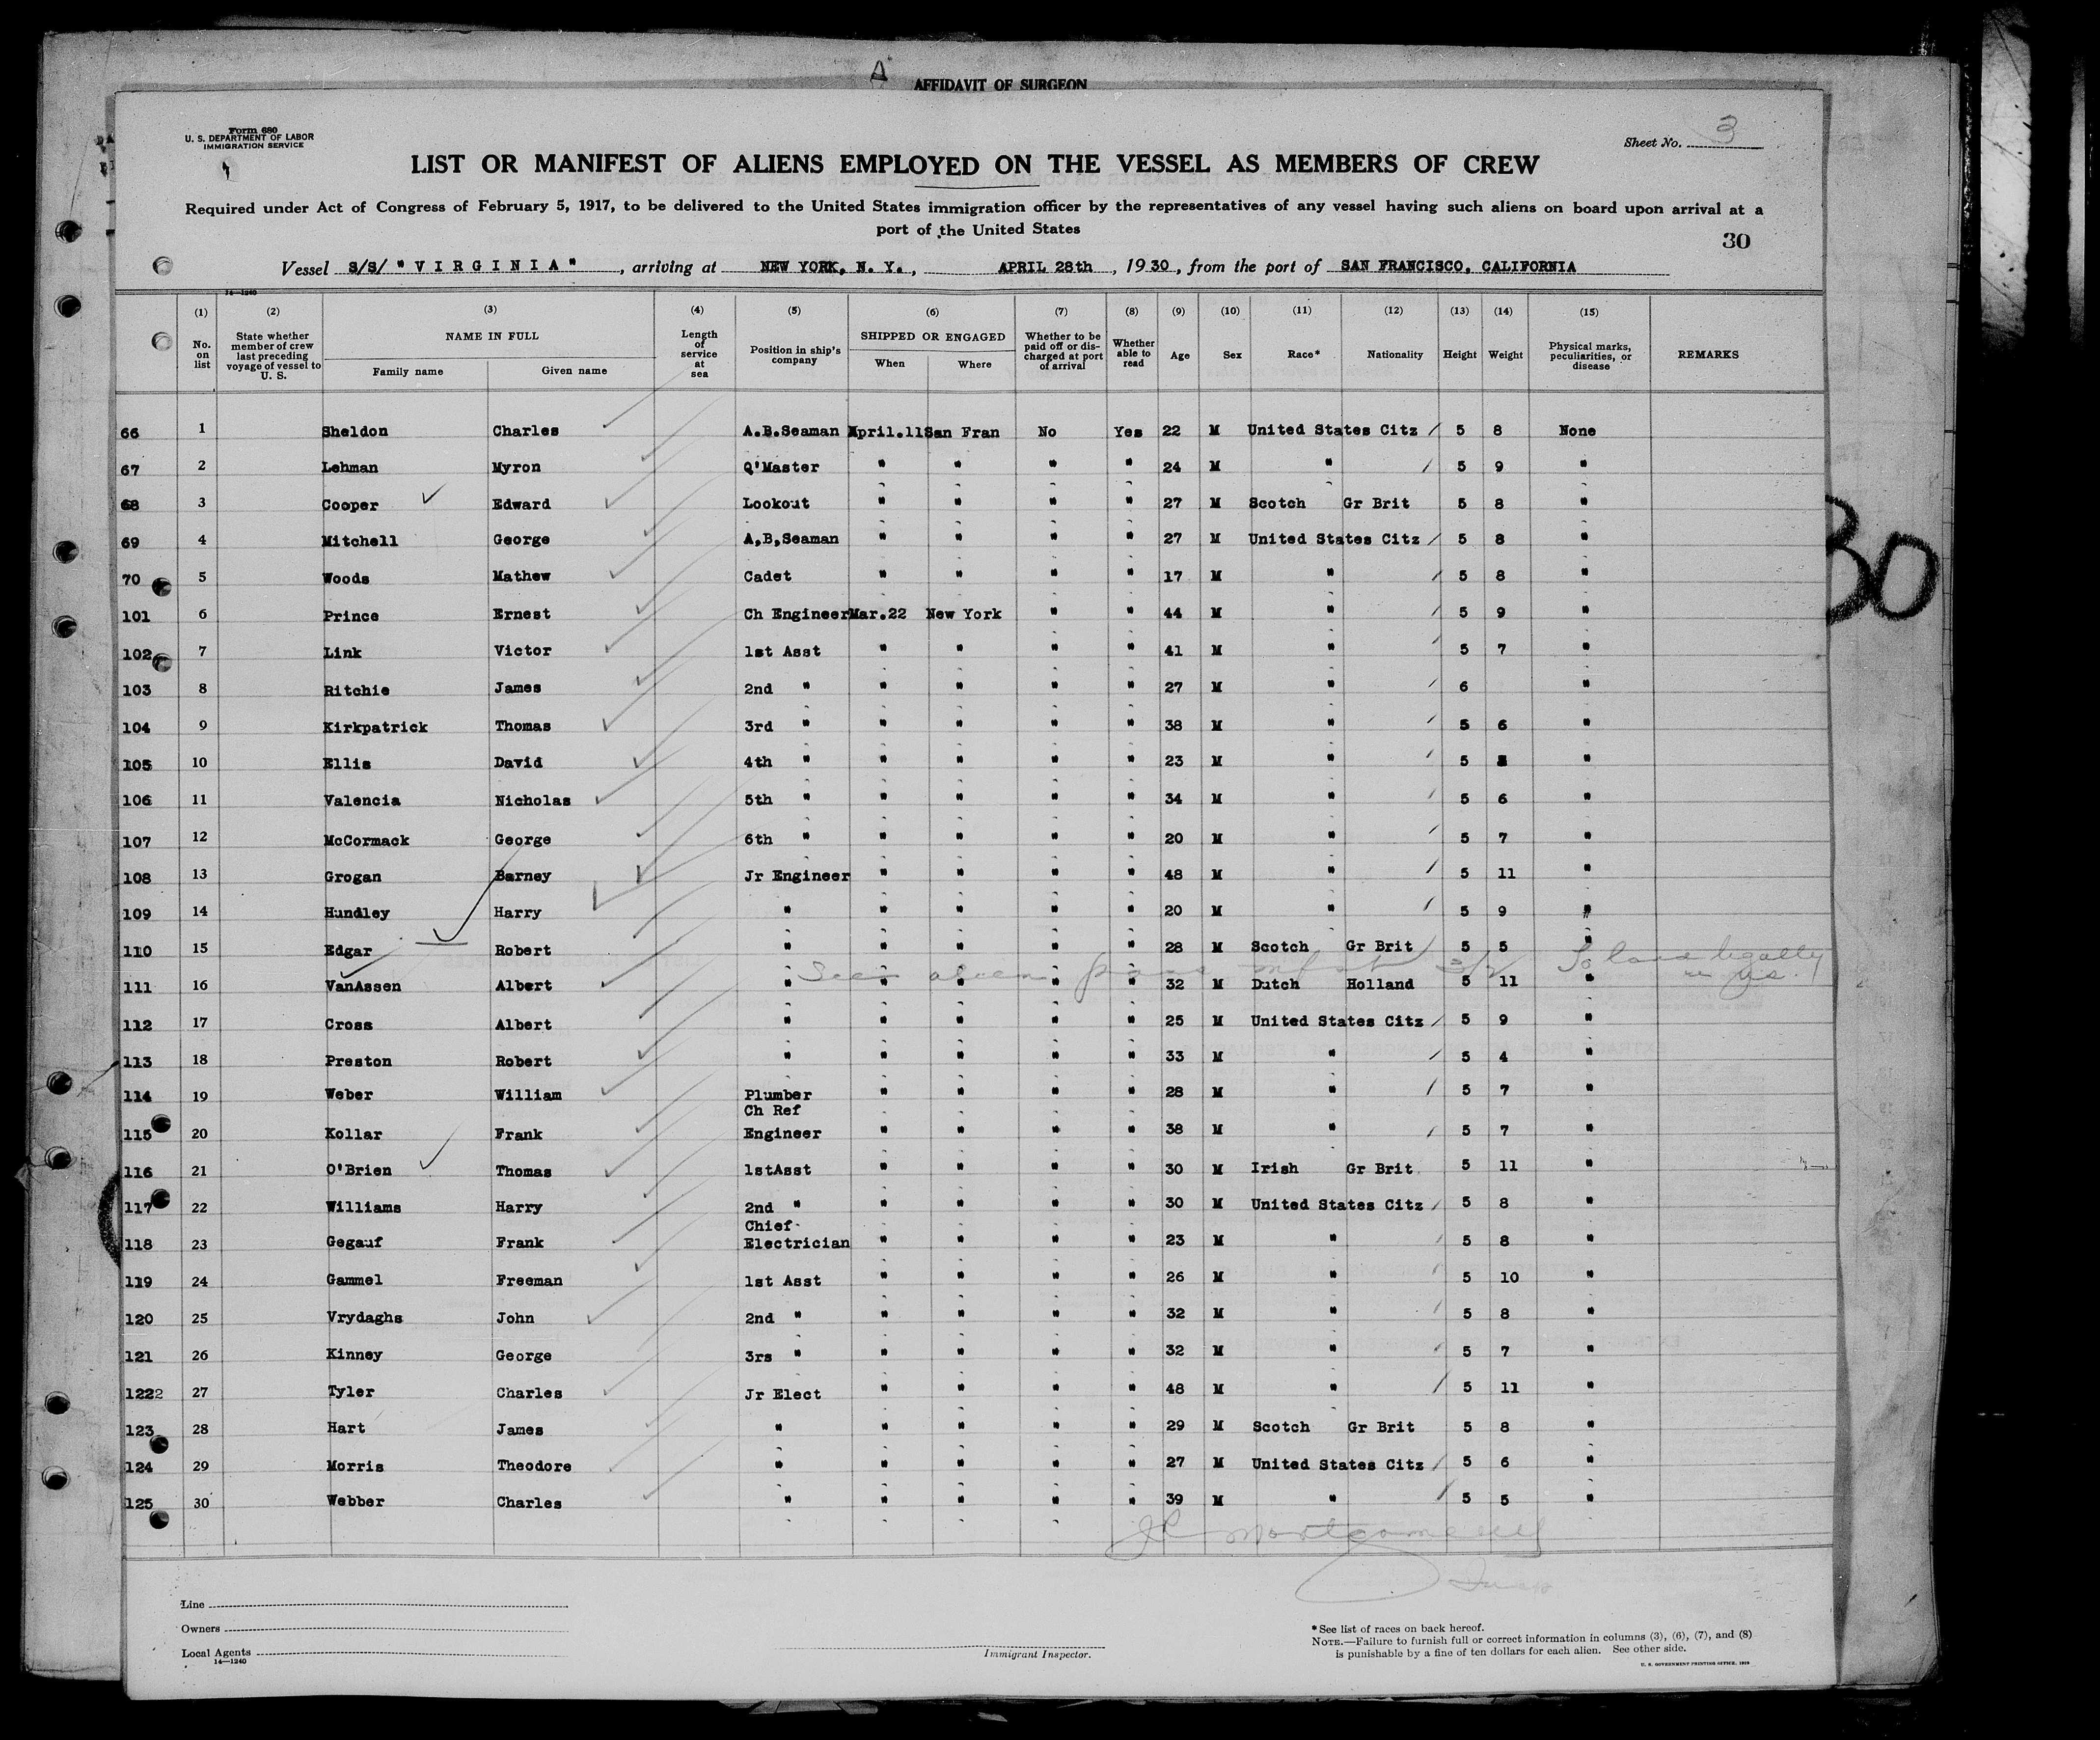 AFFIDAVIT OF SURGEON
Form 680
U. S. DEPARTMENT OF LABOR
IMMIGRATION SERVICE
Sheet No. 3
LIST OR MANIFEST OF ALIENS EMPLOYED ON THE VESSEL AS MEMBERS OF CREW
Required under Act of Congress of February 5, 1917, to be delivered to the United States immigration officer by the representatives of any vessel having such aliens on board upon arrival at a
port of the United States
30
Vessel S/S/ "VIRGINIA", arriving at NEW YORK, N. Y., APRIL 28th, 1930, from the port of SAN FRANCISCO, CALIFORNIA
14—1240
(1) (2) (3) (4) (5) (6) (7) (8) (9) (10) (11) (12) (13) (14) (15)
No. on list State whether member of crew last preceding voyage of vessel to U. S. NAME IN FULL Family name Given name Length of service at sea Position in ship's company SHIPPED OR ENGAGED When Where Whether to be paid off or discharged at port of arrival Whether able to read Age Sex Race* Nationality Height Weight Physical marks, peculiarities, or disease REMARKS
66 1 Sheldon Charles A.B.Seaman April.11 San Fran No Yes 22 M United States Citz 5 8 None
67 2 Lehman Myron Q'Master " " " " 24 M " 5 9 "
68 3 Cooper Edward Lookout " " " " 27 M Scotch Gr Brit 5 8 "
69 4 Mitchell George A,B,Seaman " " " " 27 M United States Citz 5 8 "
70 5 Woods Mathew Cadet " " " " 17 M " 5 8 "
101 6 Prince Ernest Ch Engineer Mar.22 New York " " 44 M " 5 9 "
102 7 Link Victor 1st Asst " " " " 41 M " 5 7 "
103 8 Ritchie James 2nd " " " " " 27 M " 6 "
104 9 Kirkpatrick Thomas 3rd " " " " " 38 M " 5 6 "
105 10 Ellis David 4th " " " " " 23 M " 5 "
106 11 Valencia Nicholas 5th " " " " " 34 M " 5 6 "
107 12 McCormack George 6th " " " " " 20 M " 5 7 "
108 13 Grogan Barney Jr Engineer " " " " 48 M " 5 11 "
109 14 Hundley Harry " " " " " 20 M " 5 9 "
110 15 Edgar Robert " " " " " 28 M Scotch Gr Brit 5 5 "
legally
111 16 VanAssen Albert " " " " " 32 M Dutch Holland 5 11 "
112 17 Cross Albert " " " " " 25 M United States Citz 5 9 "
113 18 Preston Robert " " " " " 33 M " 5 4 "
114 19 Weber William Plumber " " " " 28 M " 5 7 "
Ch Ref
115 20 Kollar Frank Engineer " " " " 38 M " 5 7 "
116 21 O'Brien Thomas 1stAsst " " " " 30 M Irish Gr Brit 5 11 "
117 22 Williams Harry 2nd " " " " " 30 M United States Citz 5 8 "
Chief
118 23 Gegauf Frank Electrician " " " " 23 M " 5 8 "
119 24 Gammel Freeman 1st Asst " " " " 26 M " 5 10 "
120 25 Vrydaghs John 2nd " " " " " 32 M " 5 8 "
121 26 Kinney George 3rs " " " " " 32 M " 5 7 "
1222 27 Tyler Charles Jr Elect " " " " 48 M " 5 11 "
123 28 Hart James " " " " " 29 M Scotch Gr Brit 5 8 "
124 29 Morris Theodore " " " " " 27 M United States Citz 5 6 "
125 30 Webber Charles " " " " " 39 M " 5 5 "
Montgomery
Line
Owners
Local Agents
14—1240
Immigrant Inspector.
*See list of races on back hereof.
NOTE.—Failure to furnish full or correct information in columns (3), (6), (7), and (8)
is punishable by a fine of ten dollars for each alien. See other side.
U. S. GOVERNMENT PRINTING OFFICE: 1929
30